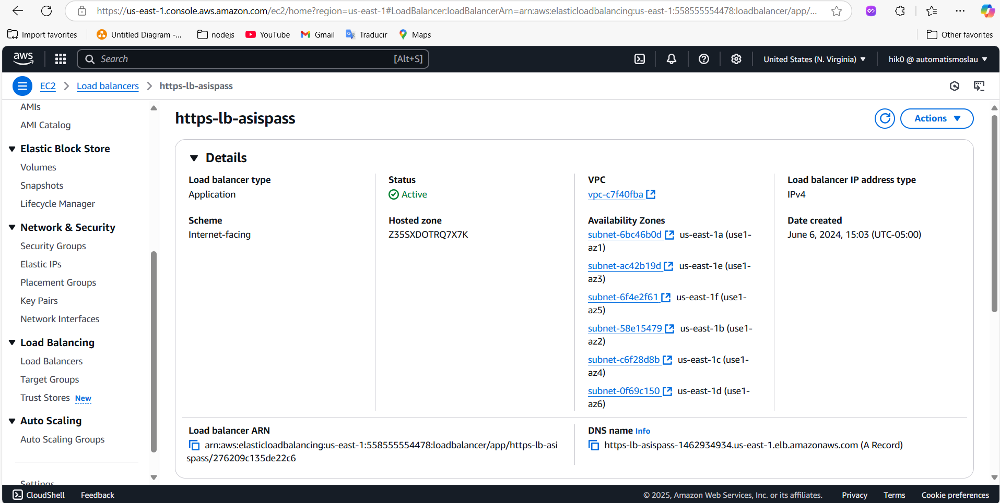 https://us-east-1.console.aws.amazon.com/ec2/home?region=us-east-1#LoadBalancer:loadBalancerArn=arn:aws:elasticloadbalancing:us-east-1:558555554478:loadbalancer/app/...
Import favorites
Untitled Diagram -...
nodejs
YouTube
Gmail
Traducir
Maps
Other favorites
aws
Search
[Alt+S]
United States (N. Virginia)
hik0 @ automatismoslau
EC2
Load balancers
https-lb-asispass
AMIs
AMI Catalog
Elastic Block Store
Volumes
Snapshots
Lifecycle Manager
Network & Security
Security Groups
Elastic IPs
Placement Groups
Key Pairs
Network Interfaces
Load Balancing
Load Balancers
Target Groups
Trust Stores New
Auto Scaling
Auto Scaling Groups
Settings
https-lb-asispass
Actions
Details
Load balancer type
Application
Scheme
Internet-facing
Status
Active
Hosted zone
Z35SXDOTRQ7X7K
VPC
vpc-c7f40fba
Availability Zones
subnet-6bc46b0d us-east-1a (use1-
az1)
subnet-ac42b19d us-east-1e (use1-
az3)
subnet-6f4e2f61 us-east-1f (use1-
az5)
subnet-58e15479 us-east-1b (use1-
az2)
subnet-c6f28d8b us-east-1c (use1-
az4)
subnet-0f69c150 us-east-1d (use1-
az6)
Load balancer IP address type
IPv4
Date created
June 6, 2024, 15:03 (UTC-05:00)
Load balancer ARN
arn:aws:elasticloadbalancing:us-east-1:558555554478:loadbalancer/app/https-lb-asi
spass/276209c135de22c6
DNS name Info
https-lb-asispass-1462934934.us-east-1.elb.amazonaws.com (A Record)
CloudShell
Feedback
© 2025, Amazon Web Services, Inc. or its affiliates.
Privacy
Terms
Cookie preferences